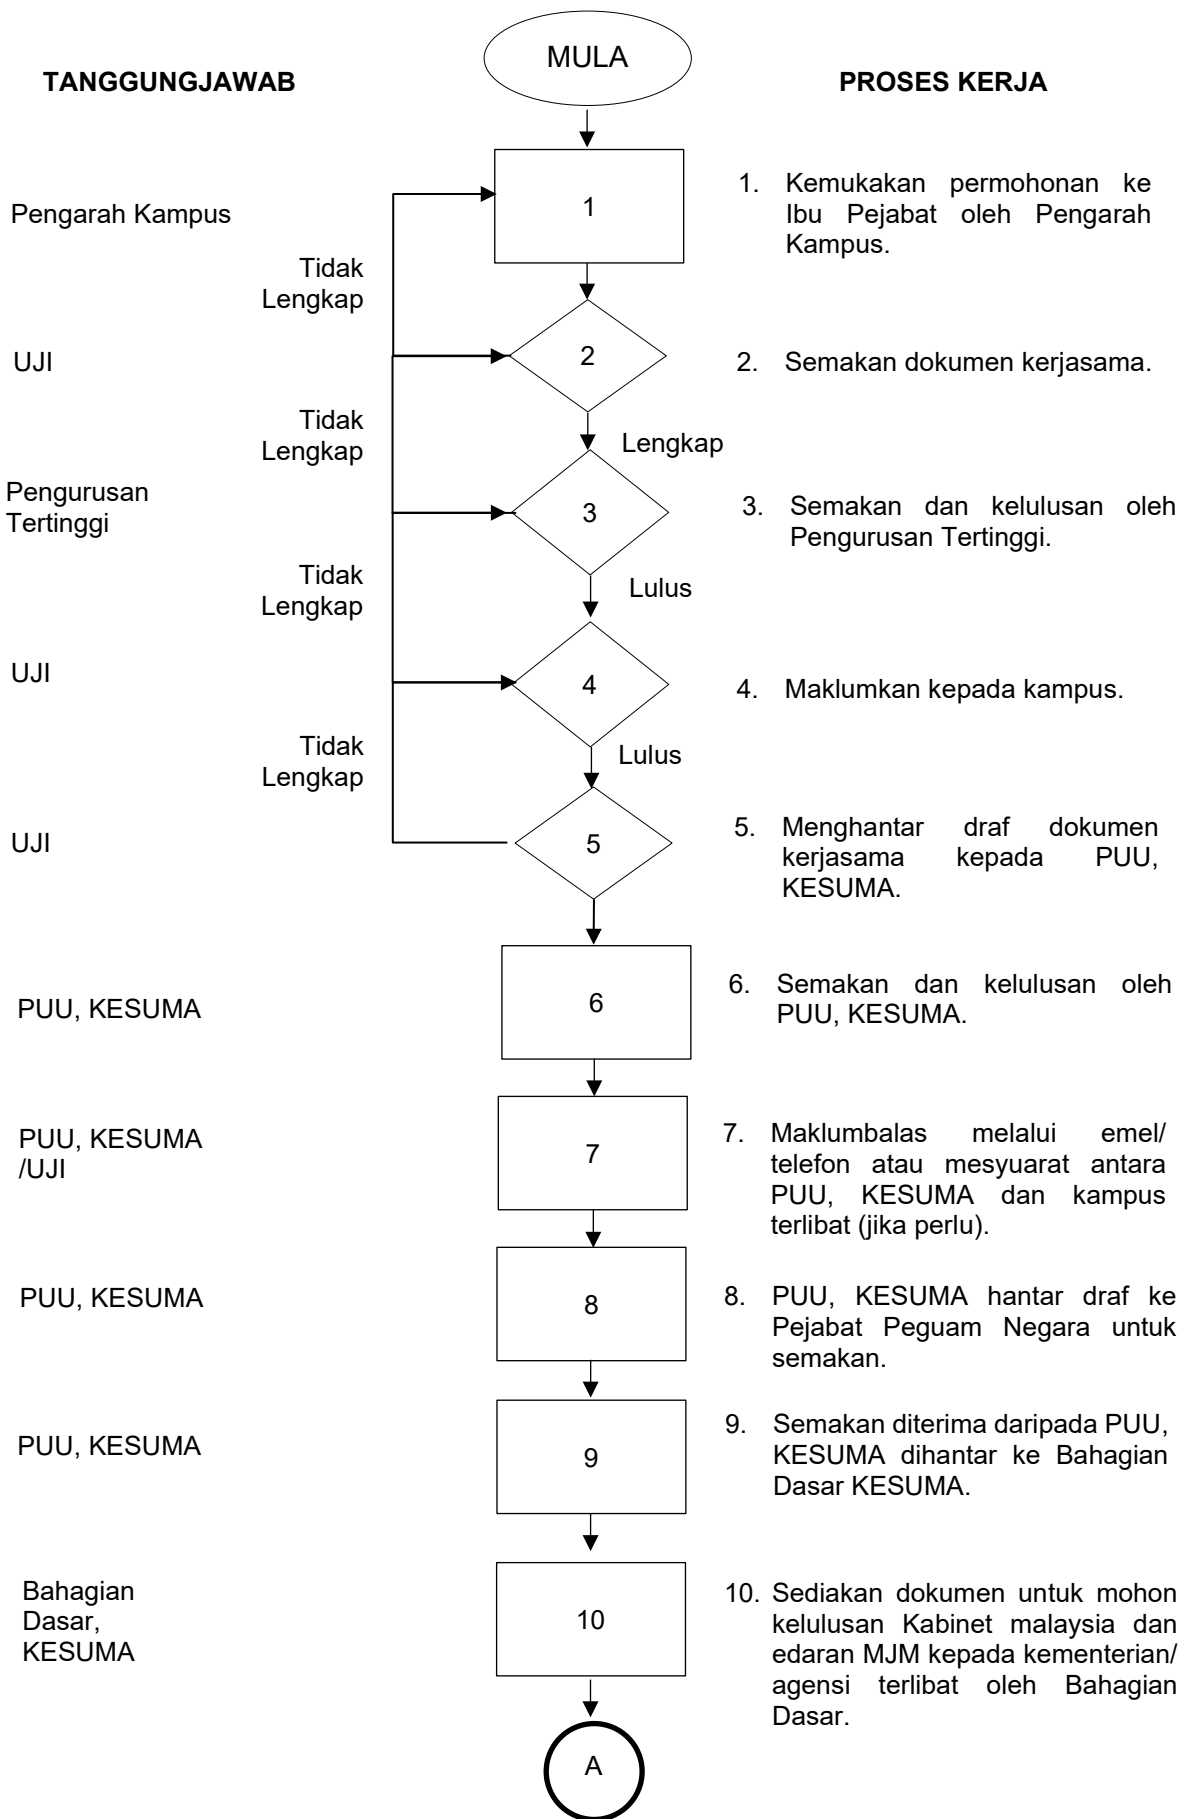 MULA
TANGGUNGJAWAB
PROSES KERJA
Pengarah Kampus
1
1. Kemukakan permohonan ke
Ibu Pejabat oleh Pengarah
Kampus.
Tidak
Lengkap
UJI
2
2. Semakan dokumen kerjasama.
Tidak
Lengkap
Lengkap
Pengurusan
Tertinggi
3
3. Semakan dan kelulusan oleh
Pengurusan Tertinggi.
Tidak
Lengkap
Lulus
UJI
4
4. Maklumkan kepada kampus.
Tidak
Lengkap
Lulus
UJI
5
5. Menghantar draf dokumen
kerjasama kepada PUU,
KESUMA.
PUU, KESUMA
6
6. Semakan dan kelulusan oleh
PUU, KESUMA.
PUU, KESUMA
/UJI
7
7. Maklumbalas melalui emel/
telefon atau mesyuarat antara
PUU, KESUMA dan kampus
terlibat (jika perlu).
PUU, KESUMA
8
8. PUU, KESUMA hantar draf ke
Pejabat Peguam Negara untuk
semakan.
PUU, KESUMA
9
9. Semakan diterima daripada PUU,
KESUMA dihantar ke Bahagian
Dasar KESUMA.
Bahagian
Dasar,
KESUMA
10
10. Sediakan dokumen untuk mohon
kelulusan Kabinet malaysia dan
edaran MJM kepada kementerian/
agensi terlibat oleh Bahagian
Dasar.
A